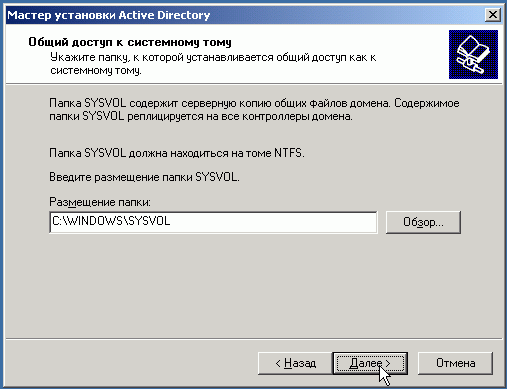 Мастер установки Active Directory
Общий доступ к системному тому
Укажите папку, к которой устанавливается общий доступ как к
системному тому.
Папка SYSVOL содержит серверную копию общих файлов домена. Содержимое
папки SYSVOL реплицируется на все контроллеры домена.
Папка SYSVOL должна находиться на томе NTFS.
Введите размещение папки SYSVOL.
Размещение папки:
C:\WINDOWS\SYSVOL
Обзор...
< Назад
Далее >
Отмена